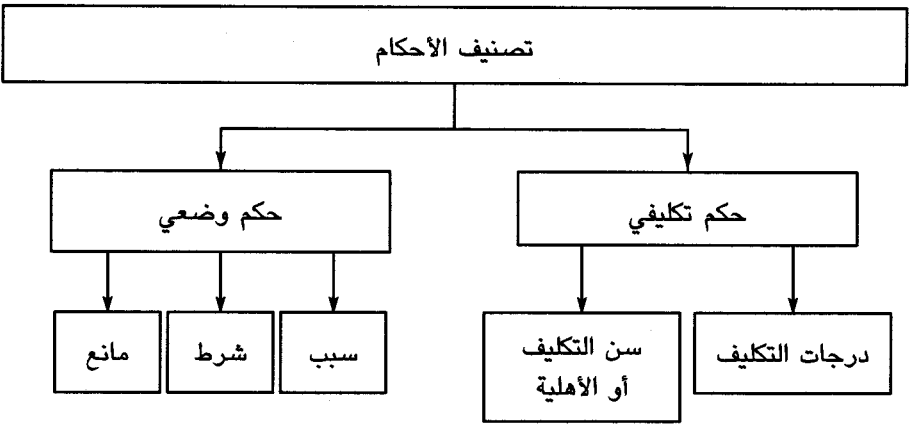 تصنيف الأحكام
حكم تكليفي
حكم وضعي
درجات التكليف
سن التكليف
أو الأهلية
سبب
شرط
مانع